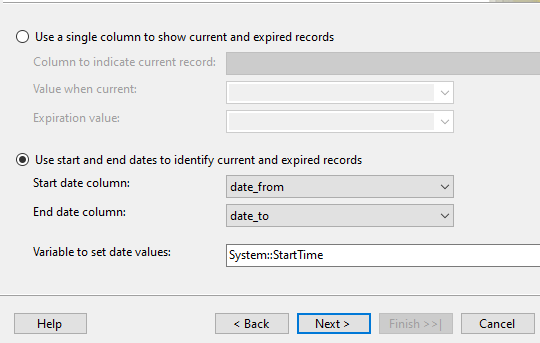 Use a single column to show current and expired records
Column to indicate current record:
Value when current:
Expiration value:
Use start and end dates to identify current and expired records
Start date column: date_from
End date column: date_to
Variable to set date values: System::StartTime
Help < Back Next > Finish >>| Cancel